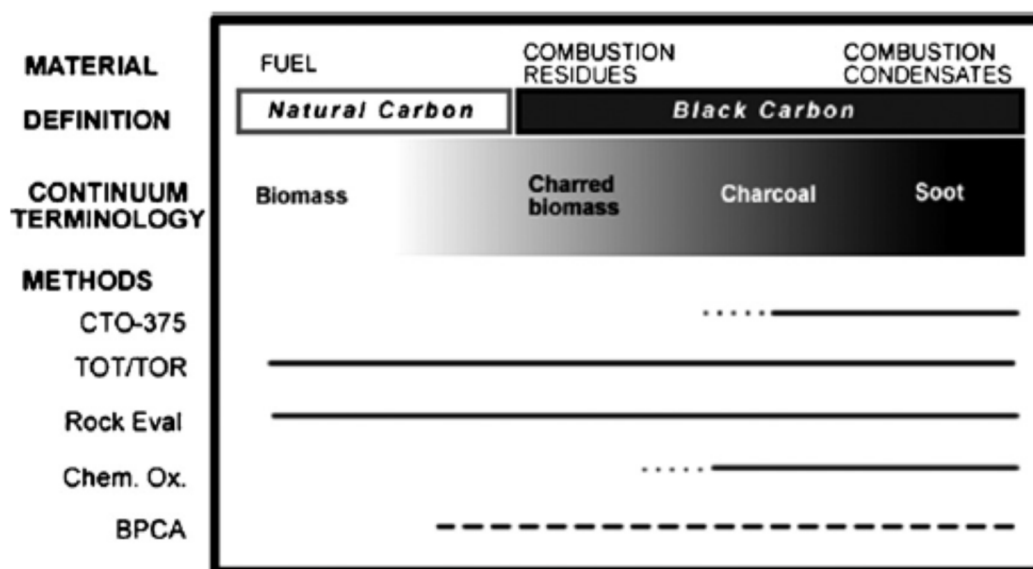 MATERIAL
FUEL
COMBUSTION
RESIDUES
COMBUSTION
CONDENSATES
DEFINITION
Natural Carbon
Black Carbon
CONTINUUM
TERMINOLOGY
Biomass
Charred
biomass
Charcoal
Soot
METHODS
CTO-375
TOT/TOR
Rock Eval
Chem. Ox.
BPCA